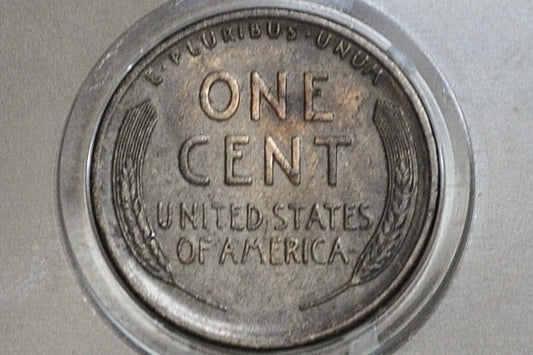 E·PLURIBUS·UNUM
ONE
CENT
UNITED STATES
OF AMERICA